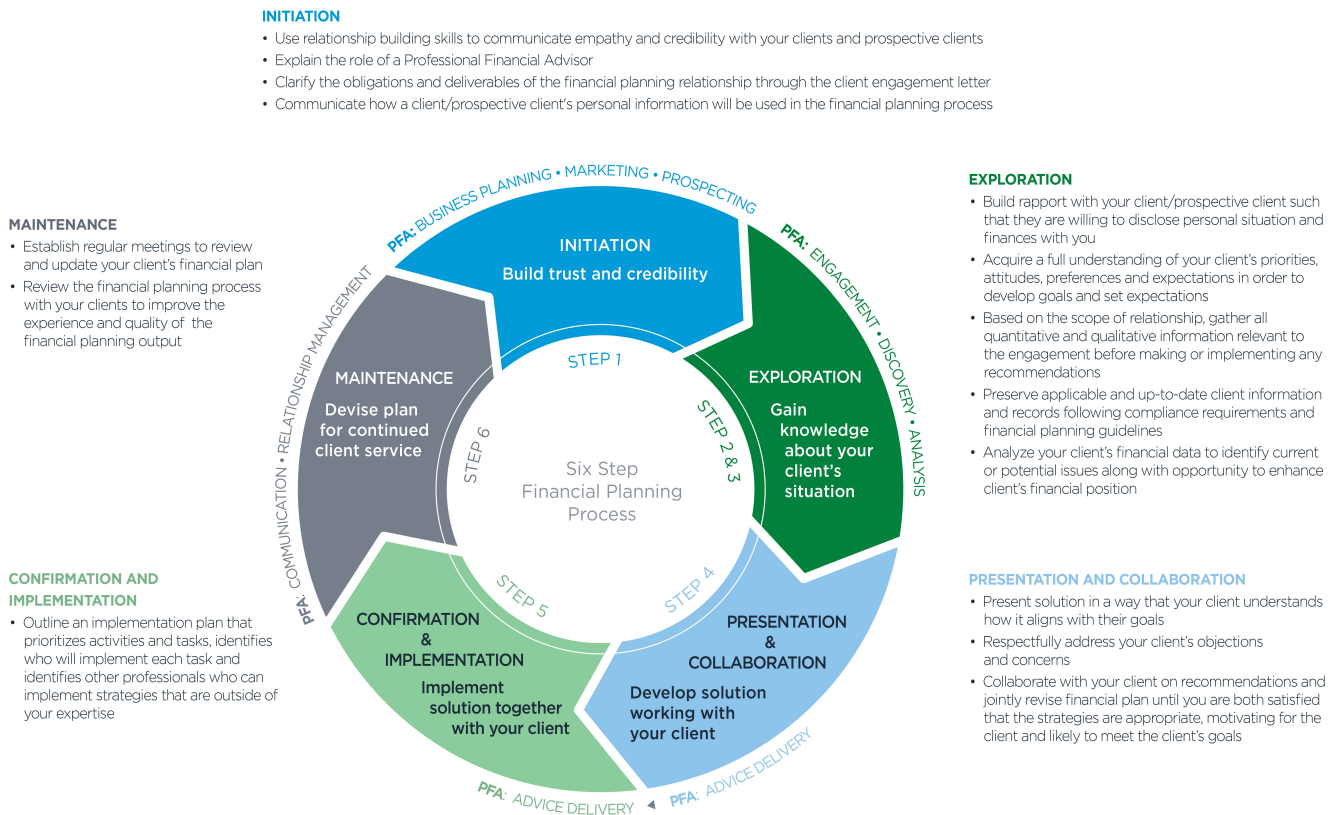 INITIATION
• Use relationship building skills to communicate empathy and credibility with your clients and prospective clients
• Explain the role of a Professional Financial Advisor
• Clarify the obligations and deliverables of the financial planning relationship through the client engagement letter
• Communicate how a client/prospective client's personal information will be used in the financial planning process
MAINTENANCE
• Establish regular meetings to review
and update your client's financial plan
• Review the financial planning process
with your clients to improve the
experience and quality of the
financial planning output
CONFIRMATION AND
IMPLEMENTATION
• Outline an implementation plan that
prioritizes activities and tasks, identifies
who will implement each task and
identifies other professionals who can
implement strategies that are outside of
your expertise
PFA: BUSINESS PLANNING • MARKETING • PROSPECTING
INITIATION
Build trust and credibility
STEP 1
PFA: ENGAGEMENT • DISCOVERY • ANALYSIS
EXPLORATION
Gain
knowledge
about your
client's
situation
STEP 2 & 3
PFA: ADVICE DELIVERY
PRESENTATION
&
COLLABORATION
Develop solution
working with
your client
STEP 4
PFA: ADVICE DELIVERY
CONFIRMATION
&
IMPLEMENTATION
Implement
solution together
with your client
STEP 5
PFA: COMMUNICATION • RELATIONSHIP MANAGEMENT
MAINTENANCE
Devise plan
for continued
client service
STEP 6
Six Step
Financial Planning
Process
EXPLORATION
• Build rapport with your client/prospective client such
that they are willing to disclose personal situation and
finances with you
• Acquire a full understanding of your client's priorities,
attitudes, preferences and expectations in order to
develop goals and set expectations
• Based on the scope of relationship, gather all
quantitative and qualitative information relevant to
the engagement before making or implementing any
recommendations
• Preserve applicable and up-to-date client information
and records following compliance requirements and
financial planning guidelines
• Analyze your client's financial data to identify current
or potential issues along with opportunity to enhance
client's financial position
PRESENTATION AND COLLABORATION
• Present solution in a way that your client understands
how it aligns with their goals
• Respectfully address your client's objections
and concerns
• Collaborate with your client on recommendations and
jointly revise financial plan until you are both satisfied
that the strategies are appropriate, motivating for the
client and likely to meet the client's goals